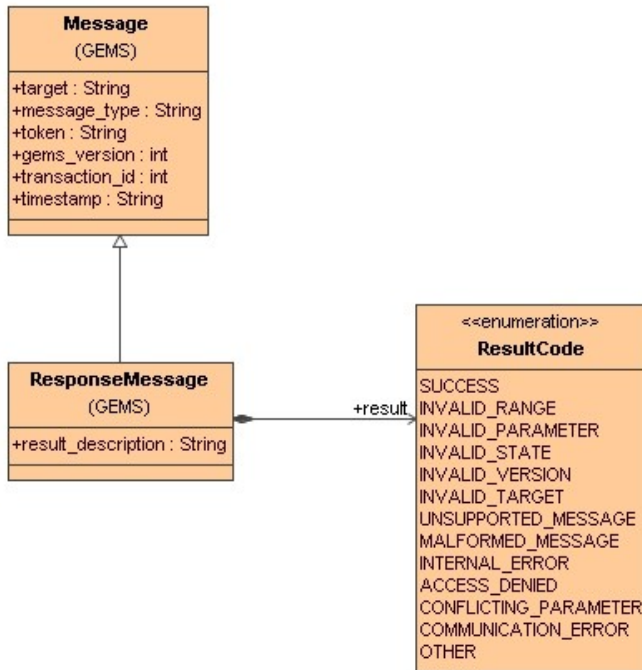 Message
(GEMS)
+target : String
+message_type : String
+token : String
+gems_version : int
+transaction_id : int
+timestamp : String
ResponseMessage
(GEMS)
+result_description : String
+result
<<enumeration>>
ResultCode
SUCCESS
INVALID_RANGE
INVALID_PARAMETER
INVALID_STATE
INVALID_VERSION
INVALID_TARGET
UNSUPPORTED_MESSAGE
MALFORMED_MESSAGE
INTERNAL_ERROR
ACCESS_DENIED
CONFLICTING_PARAMETER
COMMUNICATION_ERROR
OTHER